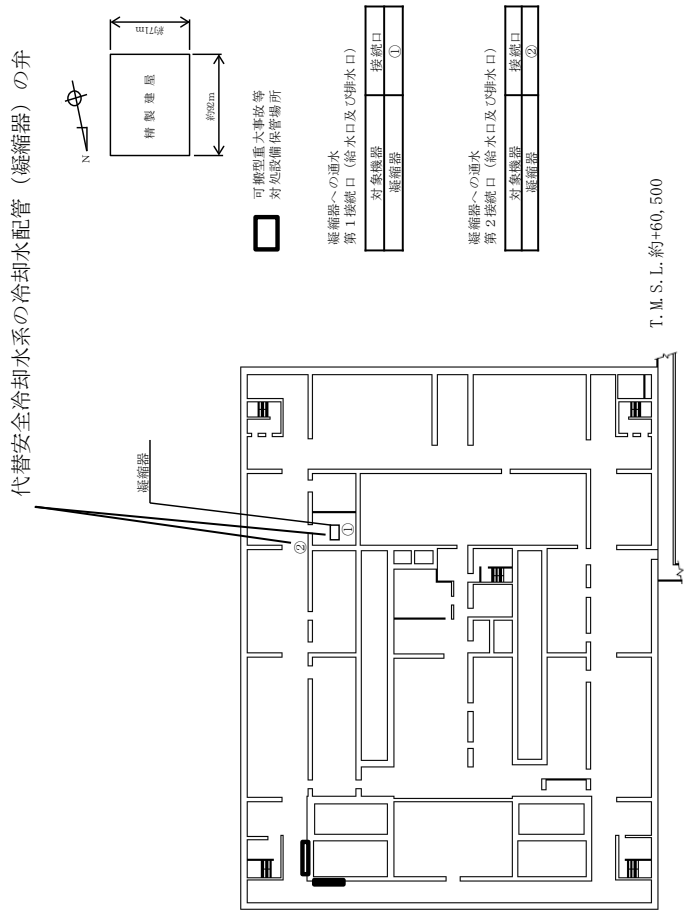 代替安全冷却水系の冷却水配管（凝縮器）の弁
N
精製建屋
約71m
約92m
可搬型重大事故等
対処設備保管場所
凝縮器への通水
第１接続口（給水口及び排水口）
対象機器 接続口
凝縮器 ①
凝縮器への通水
第２接続口（給水口及び排水口）
対象機器 接続口
凝縮器 ②
凝縮器
①
②
T.M.S.L.約+60,500